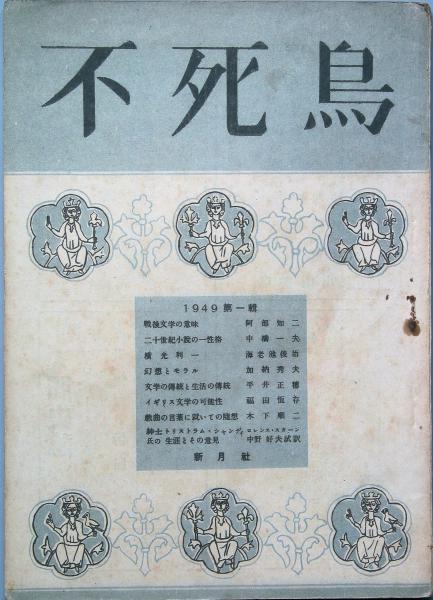 不死鳥
1949 第一輯
戰後文学の意味 阿部知二
二十世紀小説の一性格 中橋一夫
橫光利一 海老池俊治
幻想とモラル 加納秀夫
文学の傳統と生活の傳統 平井正穗
イギリス文学の可能性 福田恆存
戲曲の言葉に就いての隨想 木下順二
紳士トリストラム・シャンディ ローレンス・スターン
氏の 生涯とその意見 中野 好夫試訳
新月社